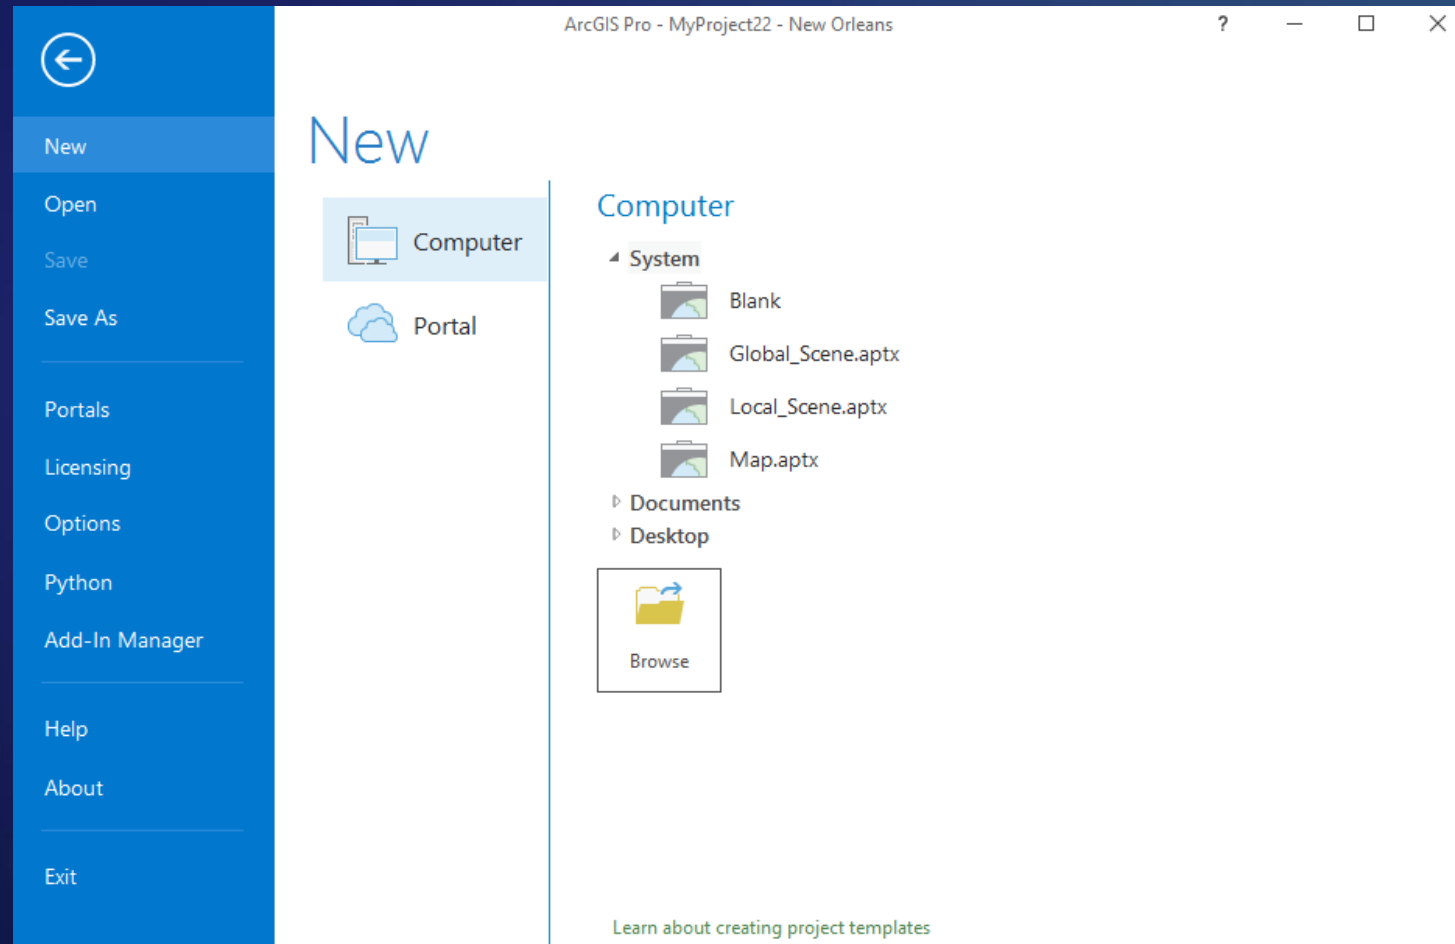 ArcGIS Pro - MyProject22 - New Orleans
?
New
Open
Save
Save As
Portals
Licensing
Options
Python
Add-In Manager
Help
About
Exit
New
Computer
Portal
Computer
System
Blank
Global_Scene.aptx
Local_Scene.aptx
Map.aptx
Documents
Desktop
Browse
Learn about creating project templates